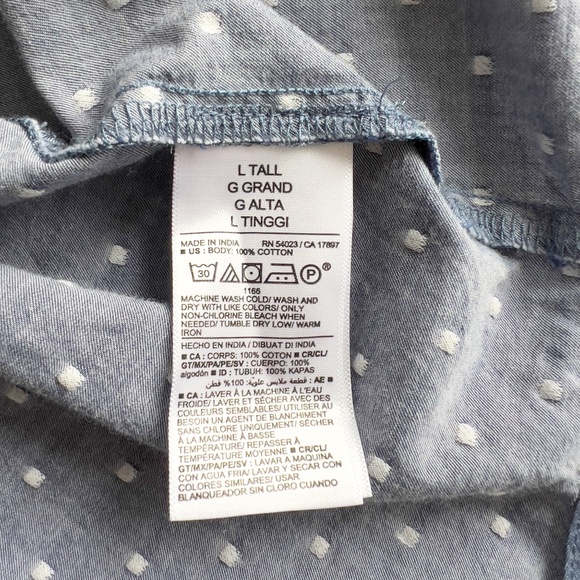 L TALL
G GRAND
G ALTA
L TINGGI
MADE IN INDIA RN 54023 / CA 17897
■ US : BODY: 100% COTTON
30 P ®
1166
MACHINE WASH COLD/ WASH AND
DRY WITH LIKE COLORS/ ONLY
NON-CHLORINE BLEACH WHEN
NEEDED/ TUMBLE DRY LOW/ WARM
IRON
HECHO EN INDIA / DIBUAT DI INDIA
■ CA : CORPS: 100% COTON ■ CR/CL/
GT/MX/PA/PE/SV : CUERPO: 100%
algodón ■ ID : TUBUH: 100% KAPAS
■ AE : قطعة ملابس علوية: 100% قطن
■ CA : LAVER À LA MACHINE À L'EAU
FROIDE/ LAVER ET SÉCHER AVEC DES
COULEURS SEMBLABLES/ UTILISER AU
BESOIN UN AGENT DE BLANCHIMENT
SANS CHLORE UNIQUEMENT/ SÉCHER
À LA MACHINE À BASSE
TEMPÉRATURE/ REPASSER À
TEMPÉRATURE MOYENNE ■ CR/CL/
GT/MX/PA/PE/SV : LAVAR A MAQUINA
CON AGUA FRIA/ LAVAR Y SECAR CON
COLORES SIMILARES/ USAR
BLANQUEADOR SIN CLORO CUANDO